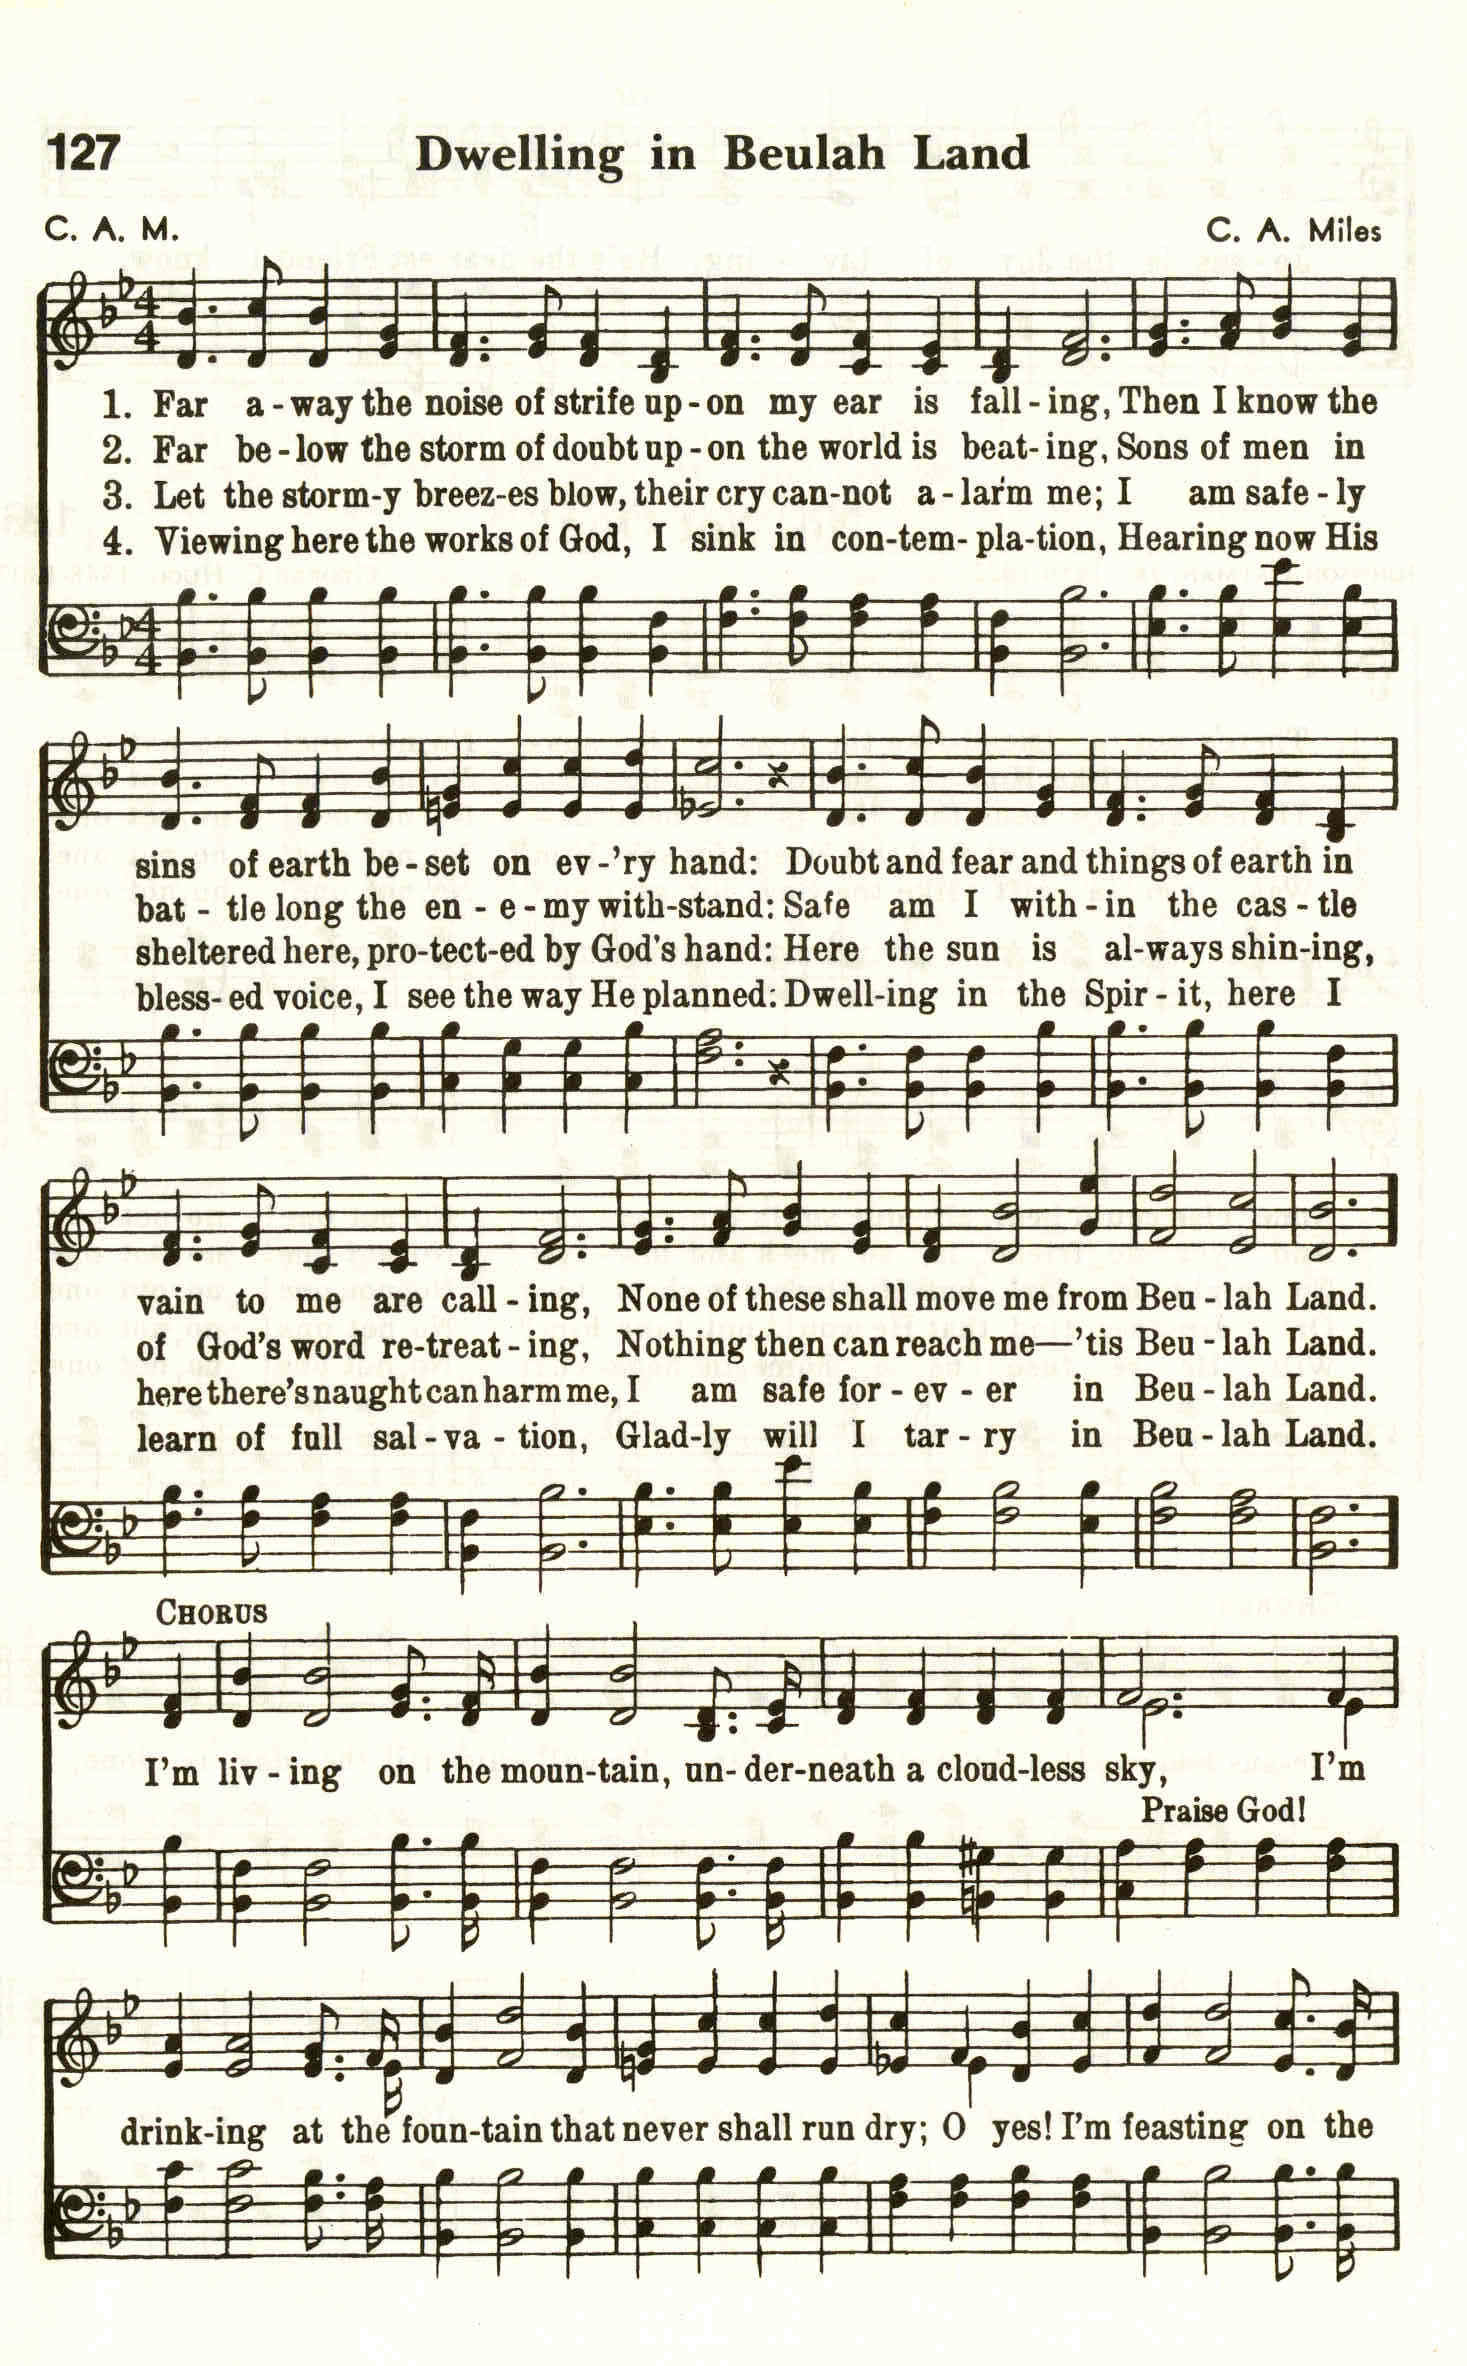 127 Dwelling in Beulah Land
C. A. M. C. A. Miles
1. Far a-way the noise of strife up-on my ear is fall-ing, Then I know the
2. Far be-low the storm of doubt up-on the world is beat-ing, Sons of men in
3. Let the storm-y breez-es blow, their cry can-not a-larm me; I am safe-ly
4. Viewing here the works of God, I sink in con-tem-pla-tion, Hearing now His
sins of earth be-set on ev-'ry hand: Doubt and fear and things of earth in
bat-tle long the en-e-my with-stand: Safe am I with-in the cas-tle
sheltered here, pro-tect-ed by God's hand: Here the sun is al-ways shin-ing,
bless-ed voice, I see the way He planned: Dwell-ing in the Spir-it, here I
vain to me are call-ing, None of these shall move me from Beu-lah Land.
of God's word re-treat-ing, Nothing then can reach me—'tis Beu-lah Land.
here there's naught can harm me, I am safe for-ev-er in Beu-lah Land.
learn of full sal-va-tion, Glad-ly will I tar-ry in Beu-lah Land.
CHORUS
I'm liv-ing on the moun-tain, un-der-neath a cloud-less sky, I'm
Praise God!
drink-ing at the foun-tain that never shall run dry; O yes! I'm feasting on the